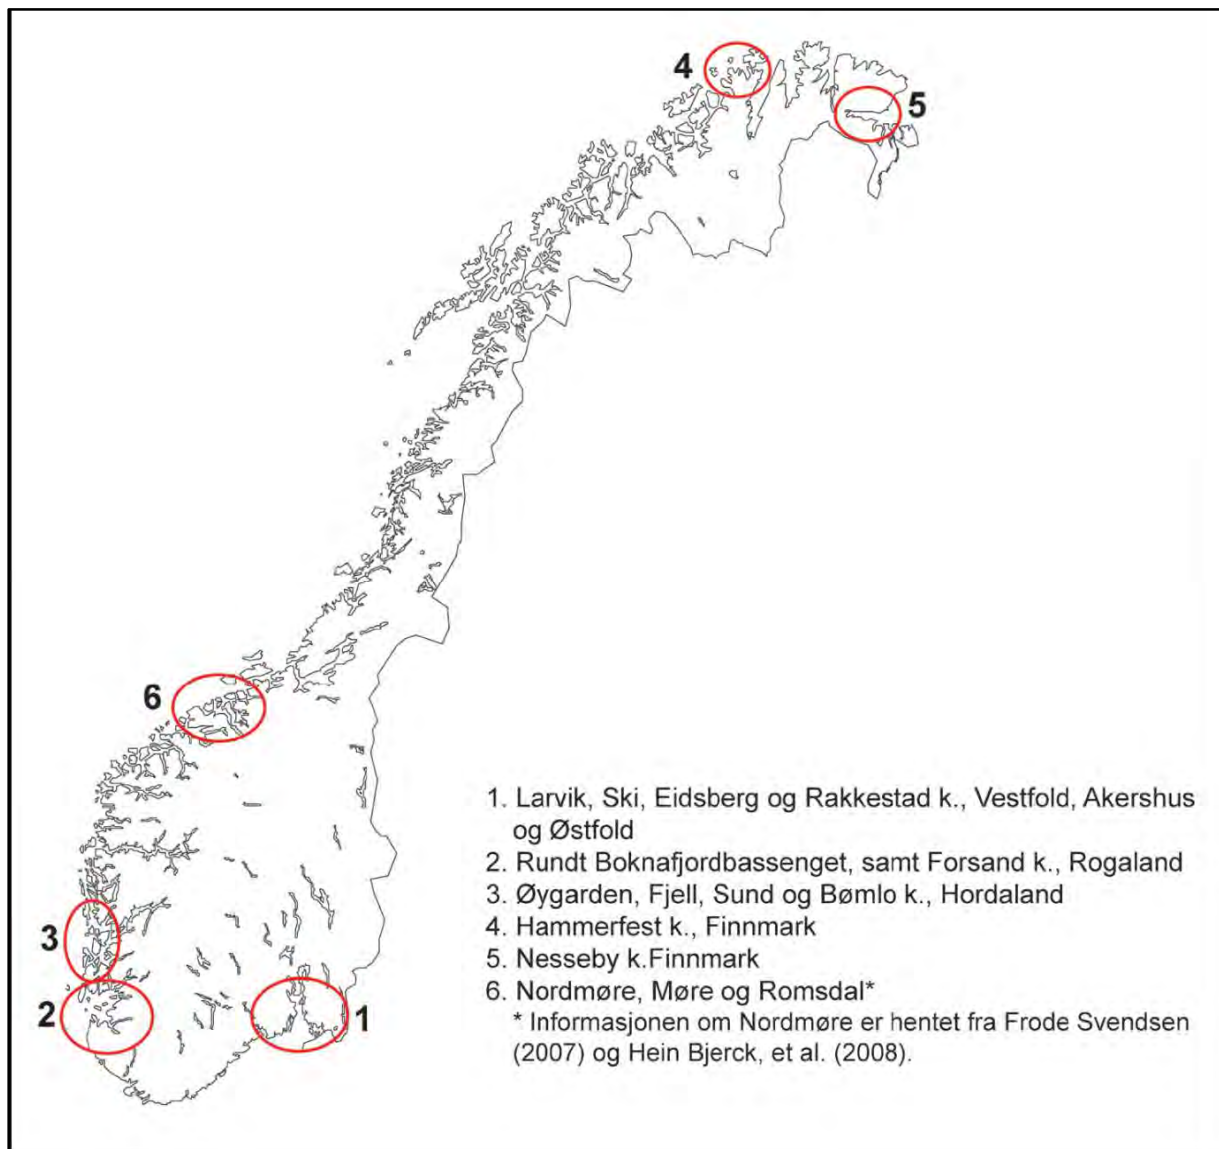 4
5
6
3
2
1
1. Larvik, Ski, Eidsberg og Rakkestad k., Vestfold, Akershus
og Østfold
2. Rundt Boknafjordbassenget, samt Forsand k., Rogaland
3. Øygarden, Fjell, Sund og Bømlo k., Hordaland
4. Hammerfest k., Finnmark
5. Nesseby k.Finnmark
6. Nordmøre, Møre og Romsdal*
* Informasjonen om Nordmøre er hentet fra Frode Svendsen
(2007) og Hein Bjerck, et al. (2008).